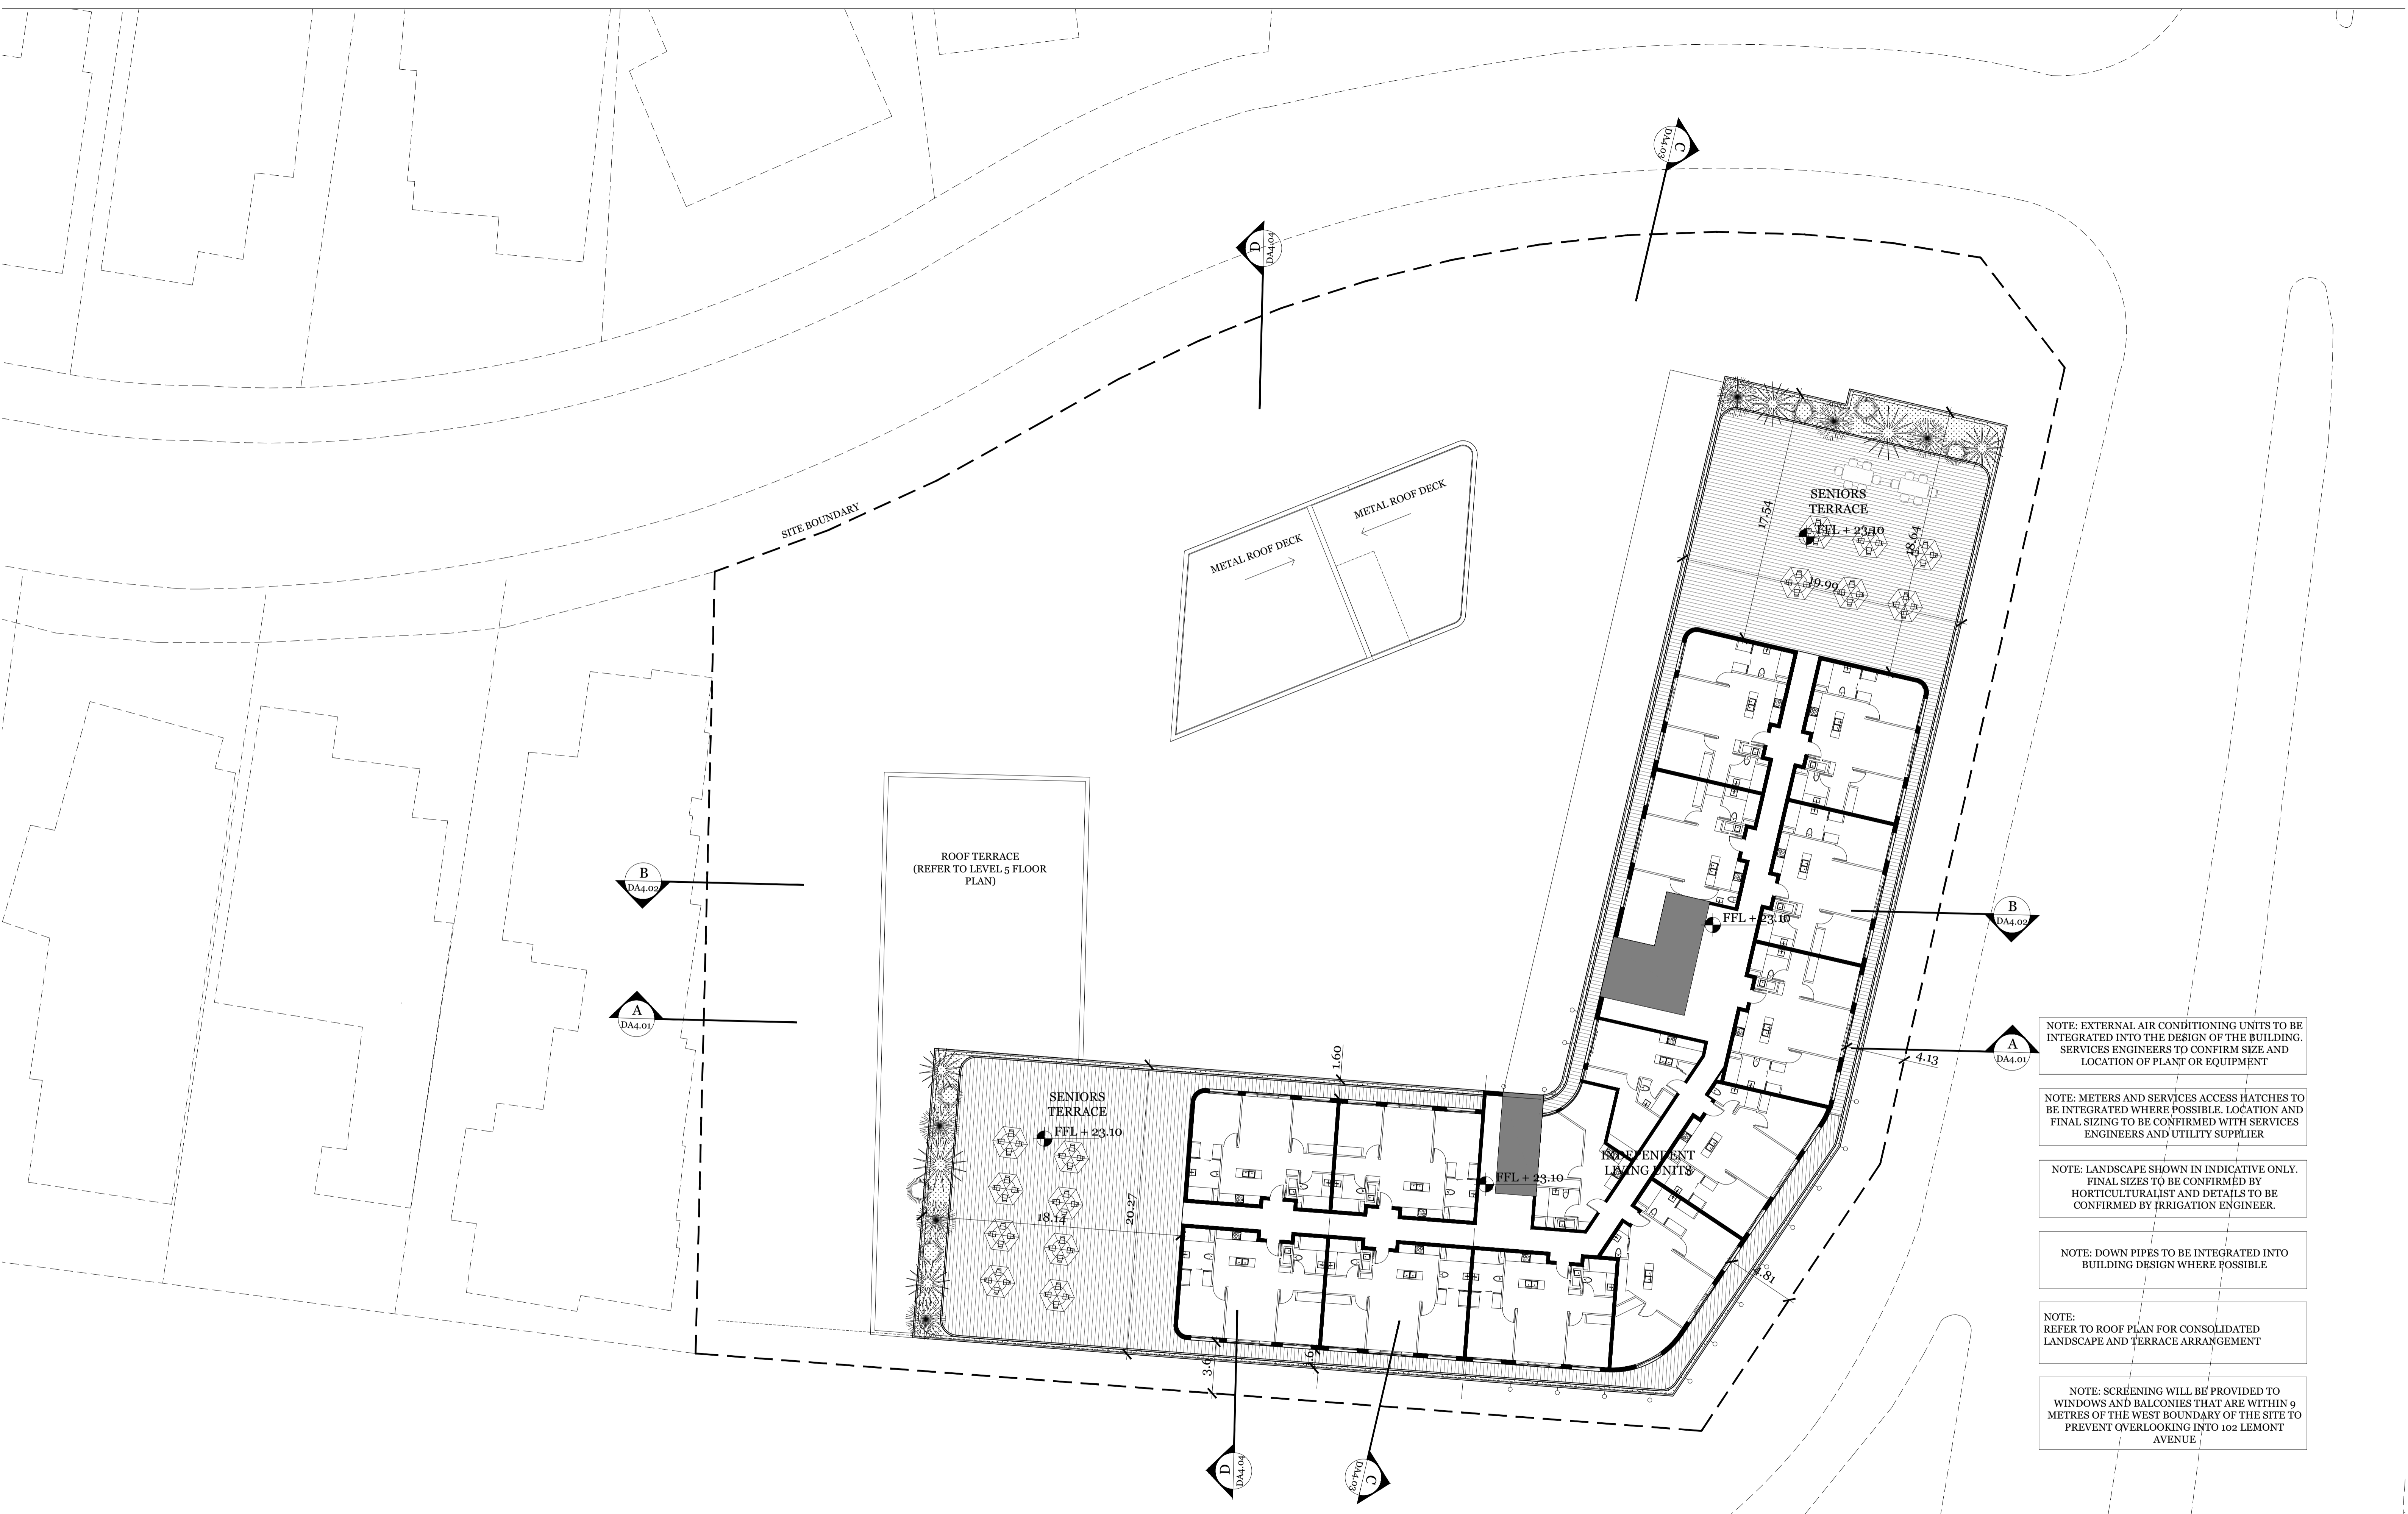 C
DA4.03
D
DA4.04
SITE BOUNDARY
METAL ROOF DECK
METAL ROOF DECK
SENIORS
TERRACE
17.54
FFL + 23.10
18.64
19.99
ROOF TERRACE
(REFER TO LEVEL 5 FLOOR
PLAN)
B
DA4.02
FFL + 23.10
B
DA4.02
A
DA4.01
A
DA4.01
4.13
1.60
SENIORS
TERRACE
FFL + 23.10
18.14
20.27
INDEPENDENT
LIVING UNITS
FFL + 23.10
4.81
D
DA4.04
C
DA4.03
NOTE: EXTERNAL AIR CONDITIONING UNITS TO BE
INTEGRATED INTO THE DESIGN OF THE BUILDING.
SERVICES ENGINEERS TO CONFIRM SIZE AND
LOCATION OF PLANT OR EQUIPMENT
NOTE: METERS AND SERVICES ACCESS HATCHES TO
BE INTEGRATED WHERE POSSIBLE. LOCATION AND
FINAL SIZING TO BE CONFIRMED WITH SERVICES
ENGINEERS AND UTILITY SUPPLIER
NOTE: LANDSCAPE SHOWN IN INDICATIVE ONLY.
FINAL SIZES TO BE CONFIRMED BY
HORTICULTURALIST AND DETAILS TO BE
CONFIRMED BY IRRIGATION ENGINEER.
NOTE: DOWN PIPES TO BE INTEGRATED INTO
BUILDING DESIGN WHERE POSSIBLE
NOTE:
REFER TO ROOF PLAN FOR CONSOLIDATED
LANDSCAPE AND TERRACE ARRANGEMENT
NOTE: SCREENING WILL BE PROVIDED TO
WINDOWS AND BALCONIES THAT ARE WITHIN 9
METRES OF THE WEST BOUNDARY OF THE SITE TO
PREVENT OVERLOOKING INTO 102 LEMONT
AVENUE